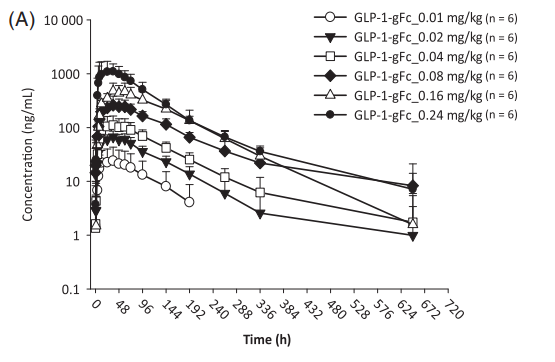 (A)
GLP-1-gFc_0.01 mg/kg (n = 6)
GLP-1-gFc_0.02 mg/kg (n = 6)
GLP-1-gFc_0.04 mg/kg (n = 6)
GLP-1-gFc_0.08 mg/kg (n = 6)
GLP-1-gFc_0.16 mg/kg (n = 6)
GLP-1-gFc_0.24 mg/kg (n = 6)
Concentration (ng/mL)
10 000
1000
100
10
1
0.1
0 48 96 144 192 240 288 336 384 432 480 528 576 624 672 720
Time (h)